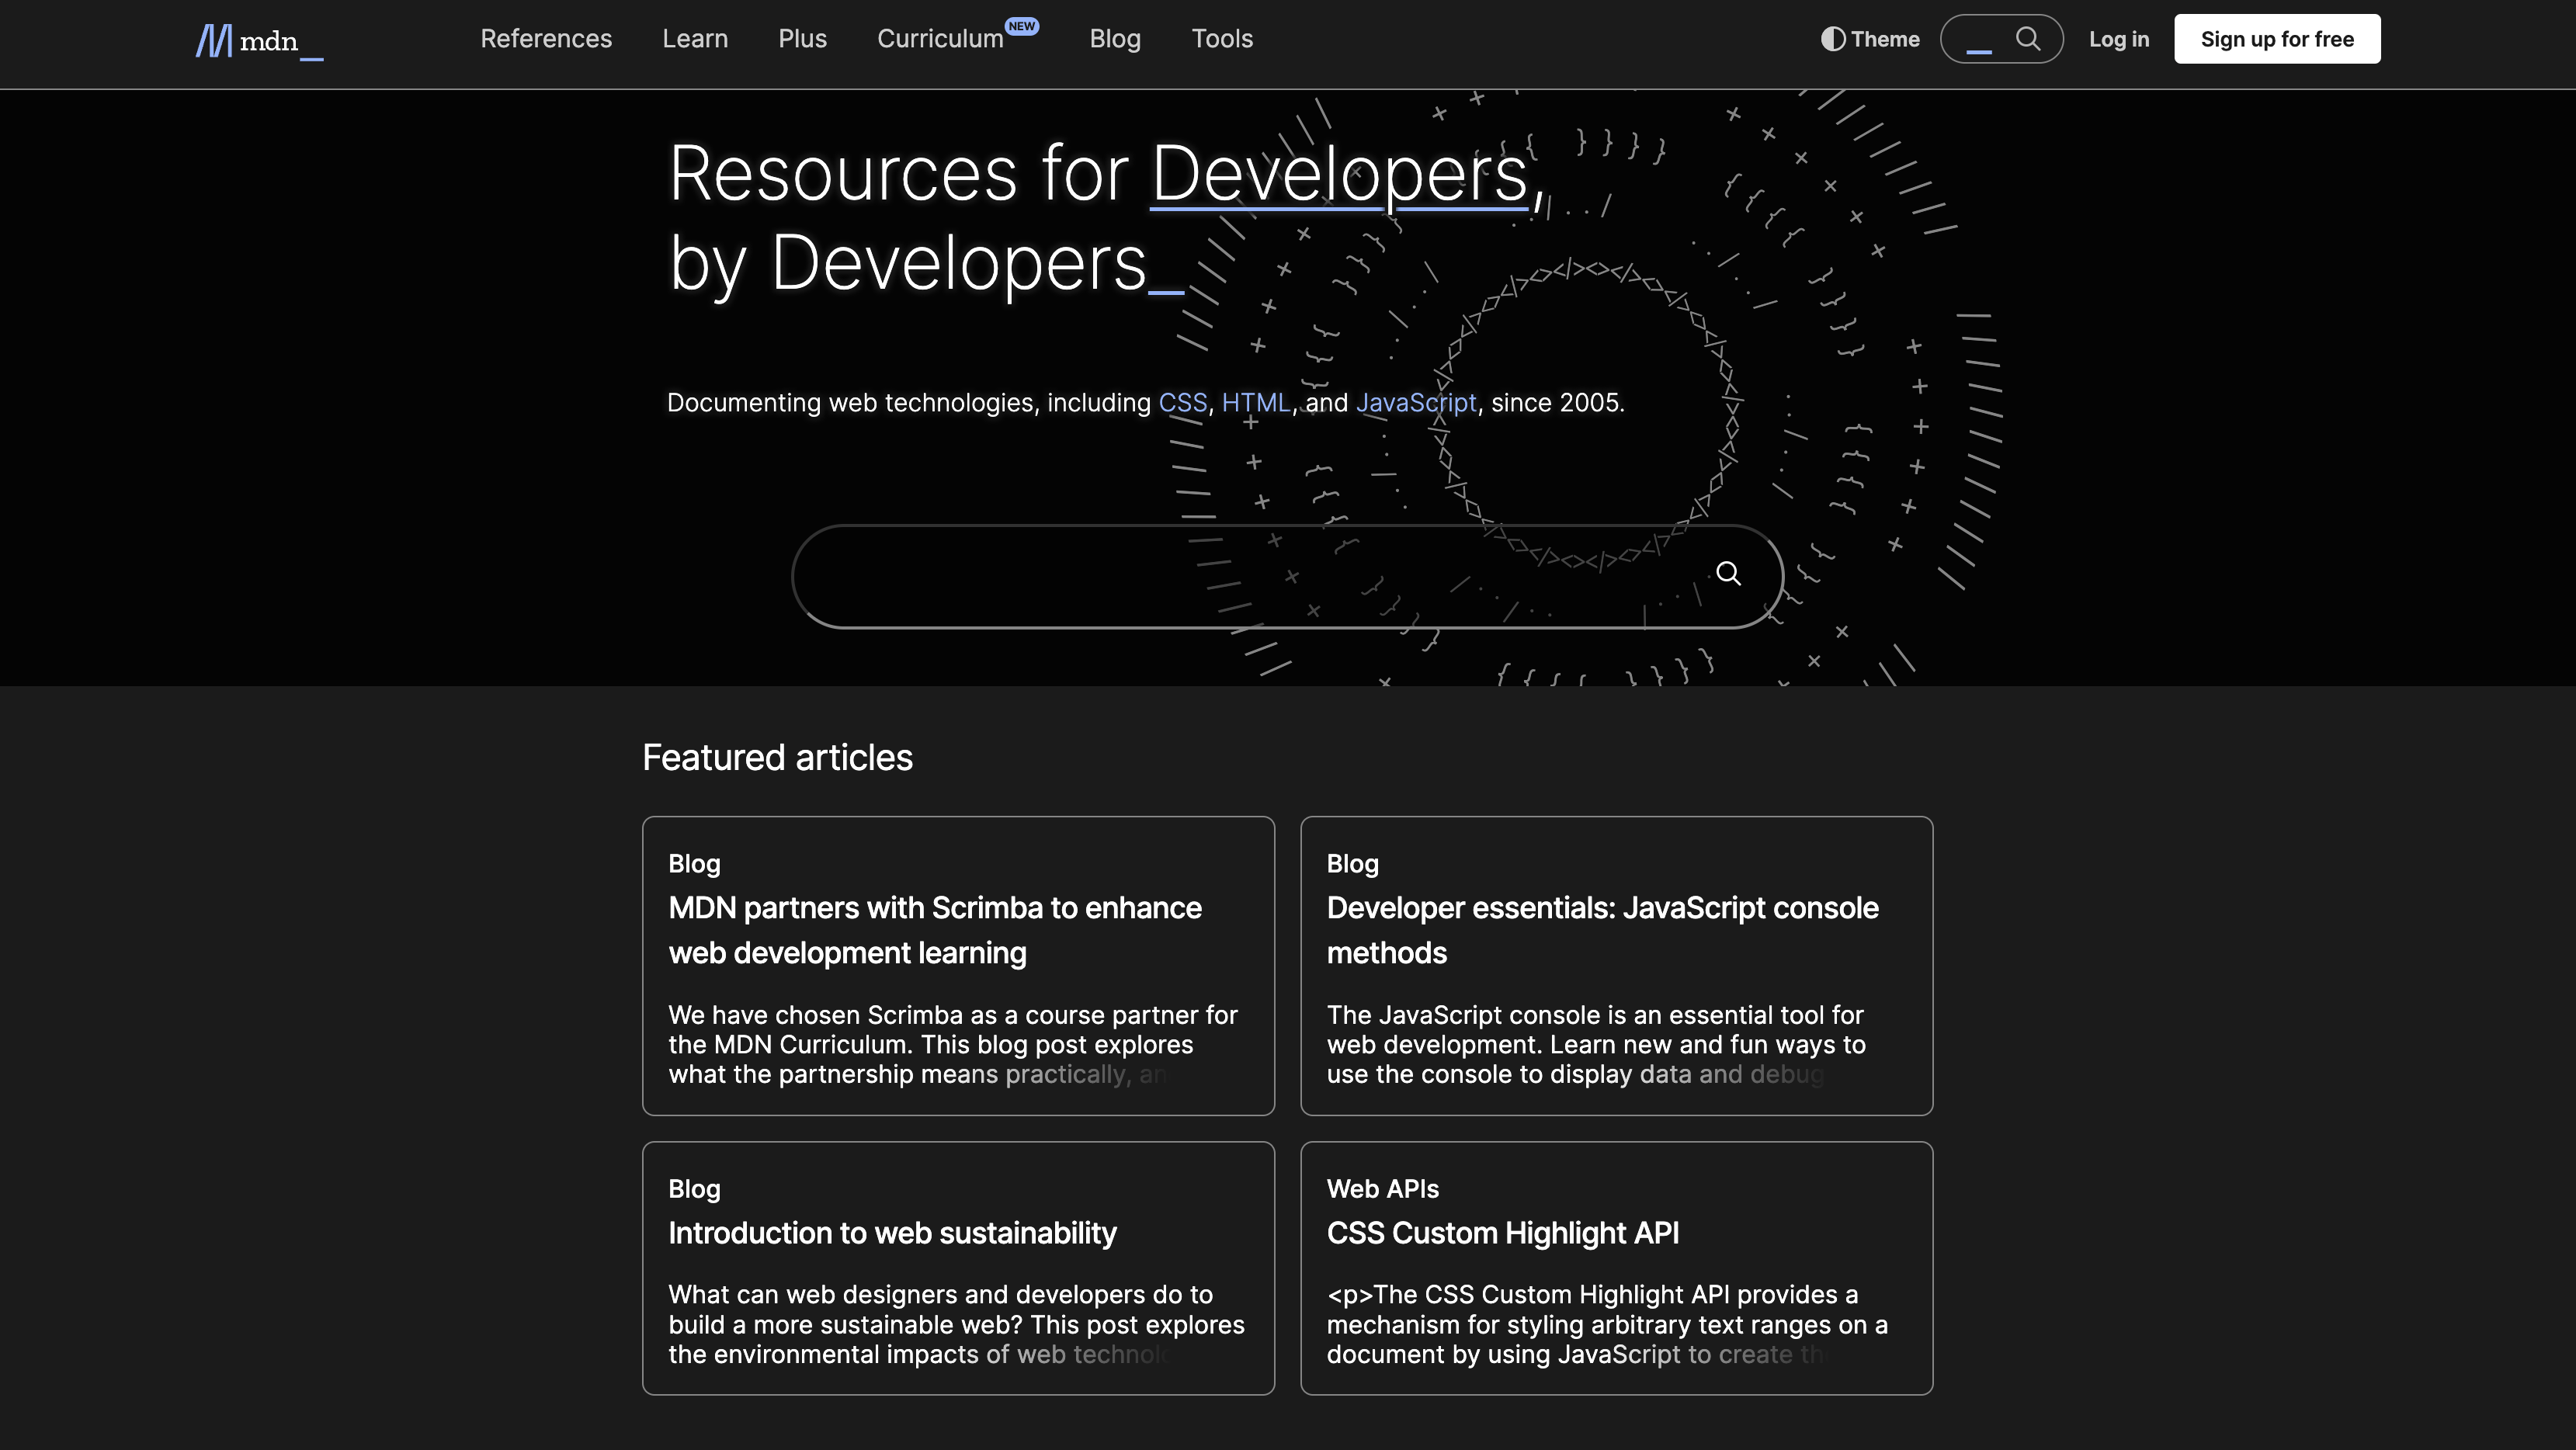 mdn_
References Learn Plus Curriculum NEW Blog Tools
Theme Log in Sign up for free
Resources for Developers,
by Developers_
Documenting web technologies, including CSS, HTML, and JavaScript, since 2005.
Featured articles
Blog
MDN partners with Scrimba to enhance
web development learning
We have chosen Scrimba as a course partner for
the MDN Curriculum. This blog post explores
what the partnership means practically, an
Blog
Developer essentials: JavaScript console
methods
The JavaScript console is an essential tool for
web development. Learn new and fun ways to
use the console to display data and debug
Blog
Introduction to web sustainability
What can web designers and developers do to
build a more sustainable web? This post explores
the environmental impacts of web technol
Web APIs
CSS Custom Highlight API
<p>The CSS Custom Highlight API provides a
mechanism for styling arbitrary text ranges on a
document by using JavaScript to create th